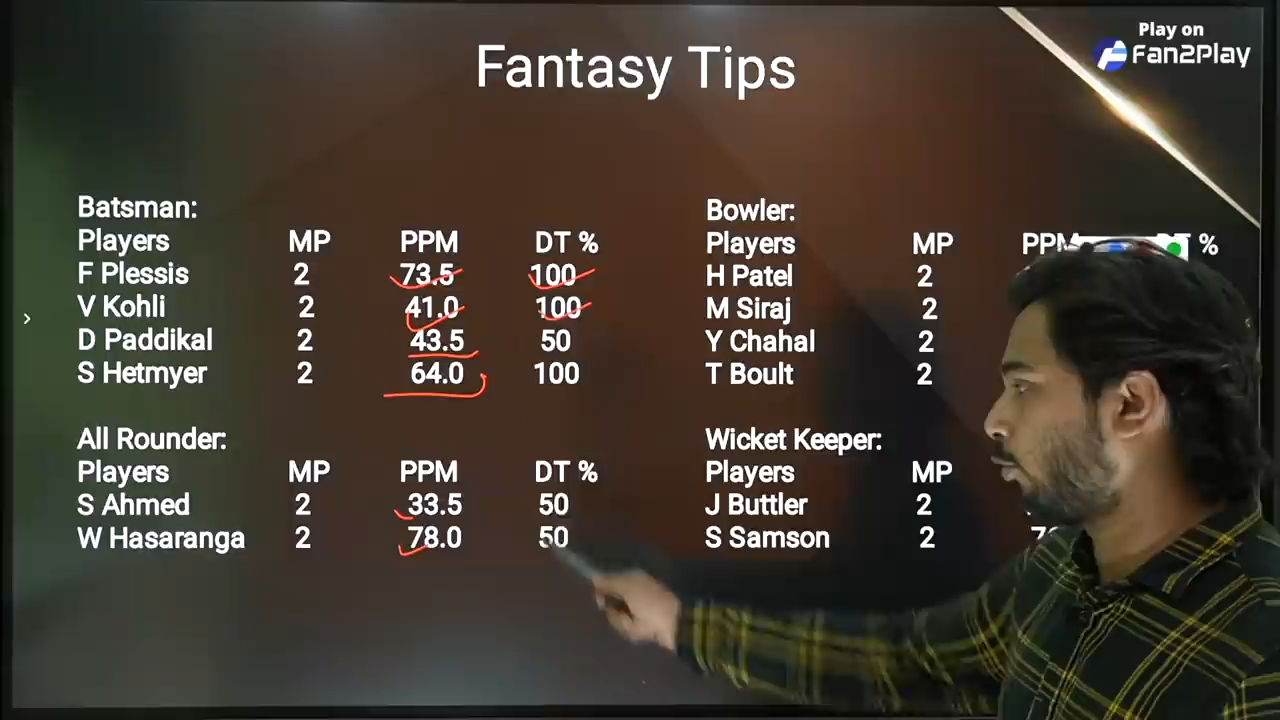 Play on
Fan2Play
Fantasy Tips
Batsman:
Players MP PPM DT %
F Plessis 2 73.5 100
V Kohli 2 41.0 100
D Paddikal 2 43.5 50
S Hetmyer 2 64.0 100
All Rounder:
Players MP PPM DT %
S Ahmed 2 33.5 50
W Hasaranga 2 78.0 50
Bowler:
Players MP PPM DT %
H Patel 2
M Siraj 2
Y Chahal 2
T Boult 2
Wicket Keeper:
Players MP
J Buttler 2
S Samson 2